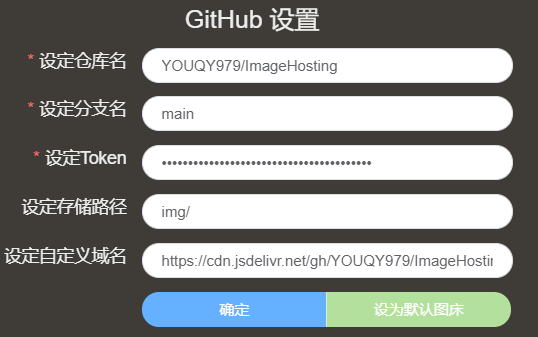 GitHub 设置
* 设定仓库名 YOUQY979/ImageHosting
* 设定分支名 main
* 设定Token ••••••••••••••••••••••••••••••••••••••••
设定存储路径 img/
设定自定义域名 https://cdn.jsdelivr.net/gh/YOUQY979/ImageHostin
确定 设为默认图床